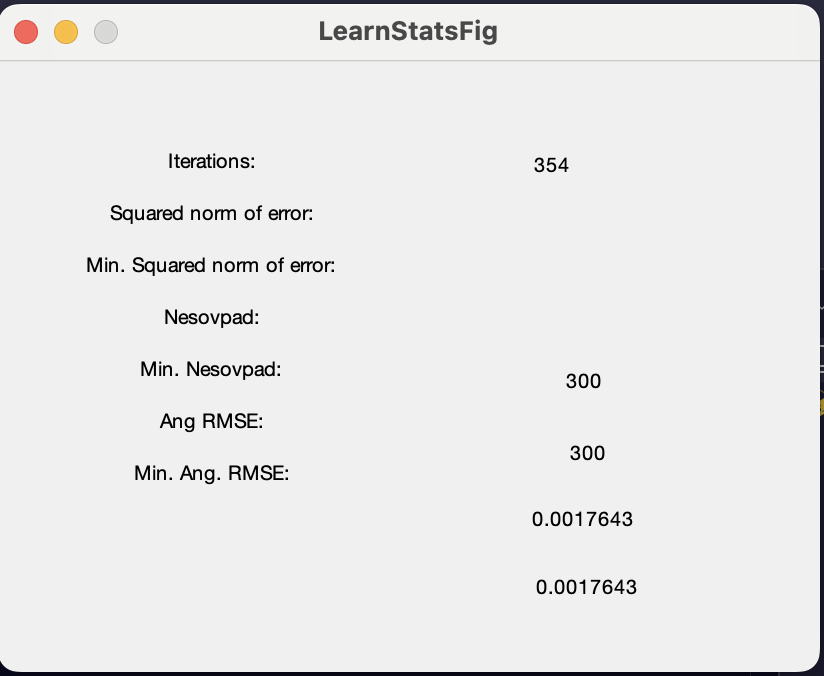 LearnStatsFig
Iterations: 354
Squared norm of error:
Min. Squared norm of error:
Nesovpad:
Min. Nesovpad:
300
Ang RMSE:
300
Min. Ang. RMSE:
0.0017643
0.0017643